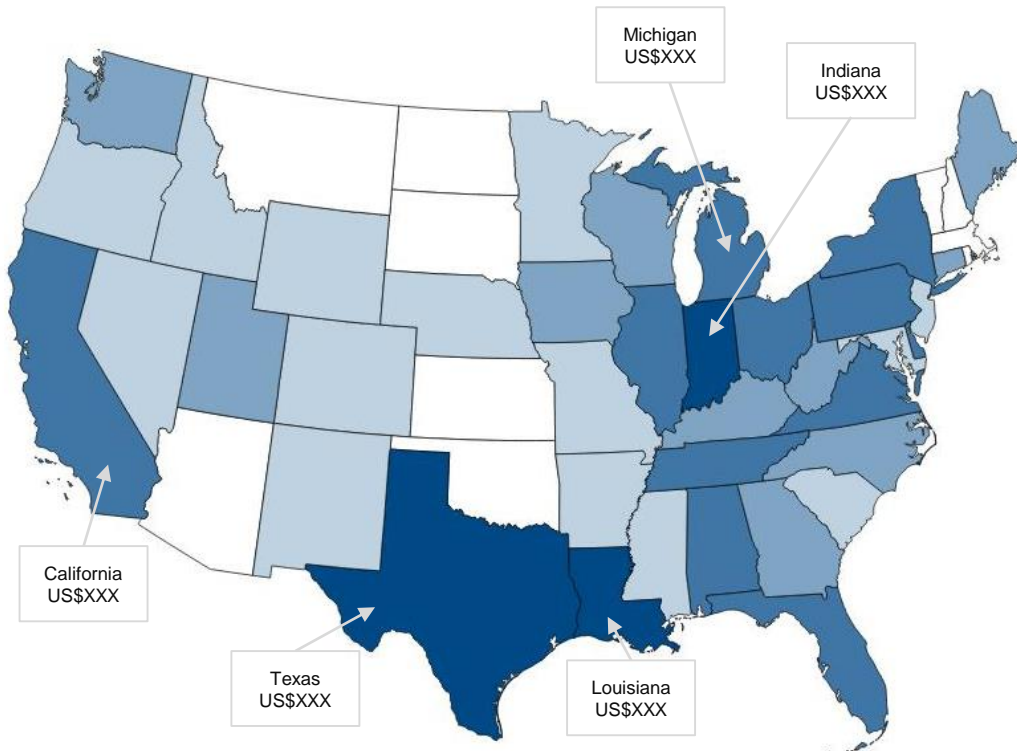 Michigan
US$XXX
Indiana
US$XXX
California
US$XXX
Texas
US$XXX
Louisiana
US$XXX